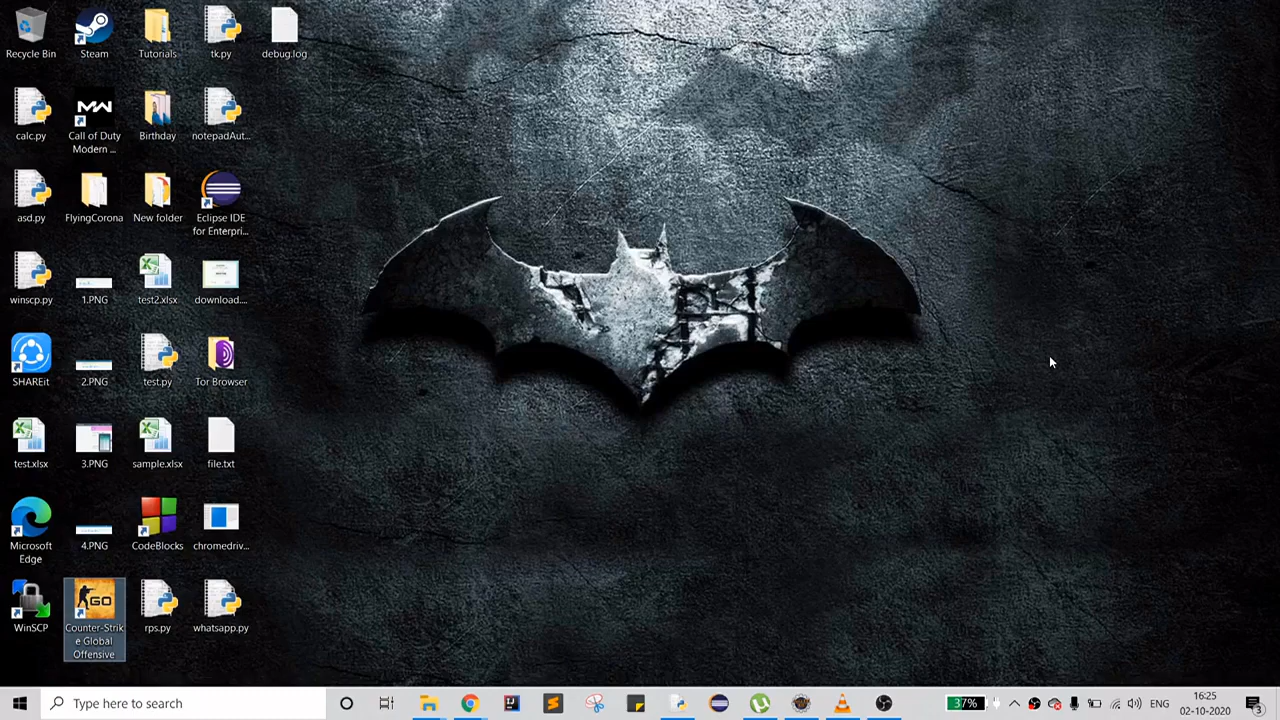 Recycle Bin
Steam
Tutorials
tk.py
debug.log
calc.py
MW
Call of Duty
Modern ...
Birthday
notepadAut...
asd.py
FlyingCorona
New folder
Eclipse IDE
for Enterpri...
winscp.py
1.PNG
test2.xlsx
download....
SHAREit
2.PNG
test.py
Tor Browser
test.xlsx
3.PNG
sample.xlsx
file.txt
Microsoft
Edge
4.PNG
CodeBlocks
chromedriv...
WinSCP
GO
Counter-Strik
e Global
Offensive
rps.py
whatsapp.py
Type here to search
37%
ENG
16:25
02-10-2020
3